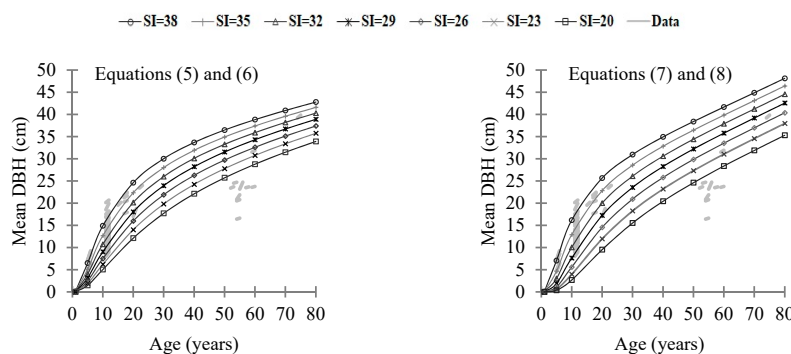 SI=38 SI=35 SI=32 SI=29 SI=26 SI=23 SI=20 Data
Equations (5) and (6)
Mean DBH (cm)
50
45
40
35
30
25
20
15
10
5
0
0 10 20 30 40 50 60 70 80
Age (years)
Equations (7) and (8)
Mean DBH (cm)
50
45
40
35
30
25
20
15
10
5
0
0 10 20 30 40 50 60 70 80
Age (years)